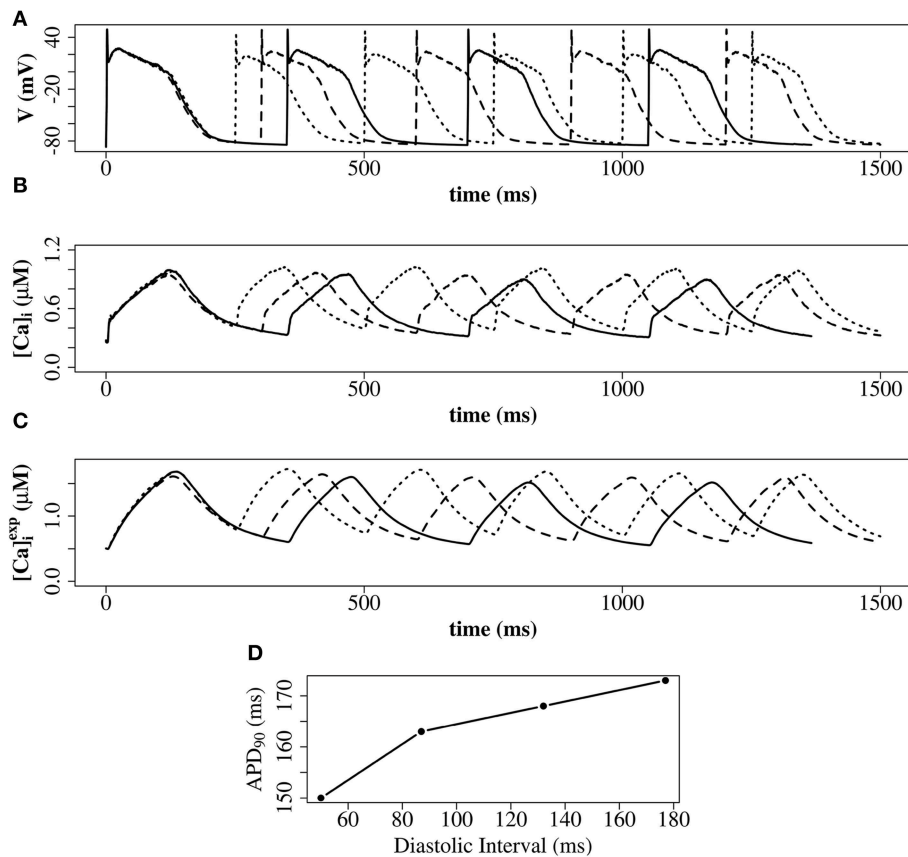 A
V (mV)
40
-20
-80
0
500
1000
1500
time (ms)
B
[Ca]i (μM)
1.2
0.6
0.0
0
500
1000
1500
time (ms)
C
[Ca]i^exp (μM)
1.0
0.0
0
500
1000
1500
time (ms)
D
APD90 (ms)
170
160
150
60
80
100
120
140
160
180
Diastolic Interval (ms)